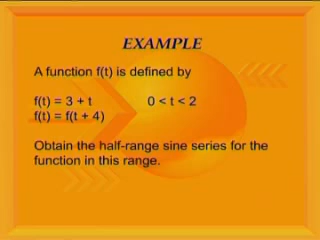 EXAMPLE
A function f(t) is defined by
f(t) = 3 + t 0 < t < 2
f(t) = f(t + 4)
Obtain the half-range sine series for the
function in this range.